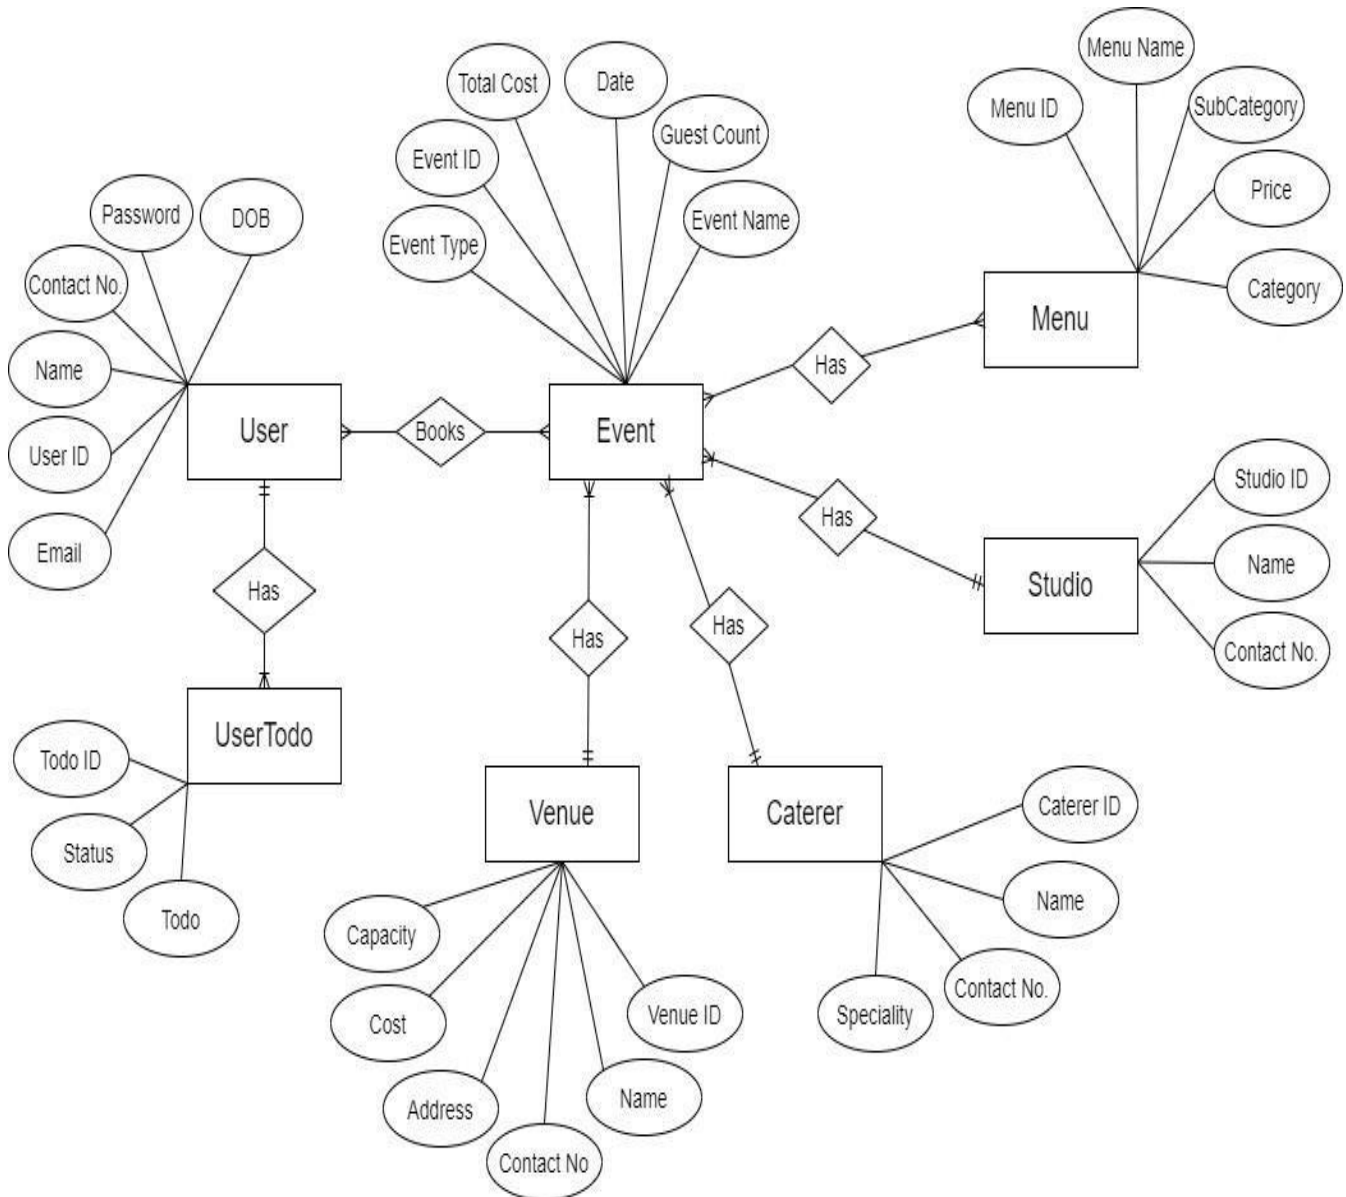 Menu Name
Menu ID
SubCategory
Price
Category
Menu
Total Cost
Date
Guest Count
Event ID
Event Name
Event Type
Event
Password
DOB
Contact No.
Name
User ID
Email
User
Books
Has
Has
Has
Has
Has
Studio ID
Name
Contact No.
Studio
UserTodo
Todo ID
Status
Todo
Venue
Capacity
Cost
Address
Contact No
Name
Venue ID
Caterer
Caterer ID
Name
Contact No.
Speciality